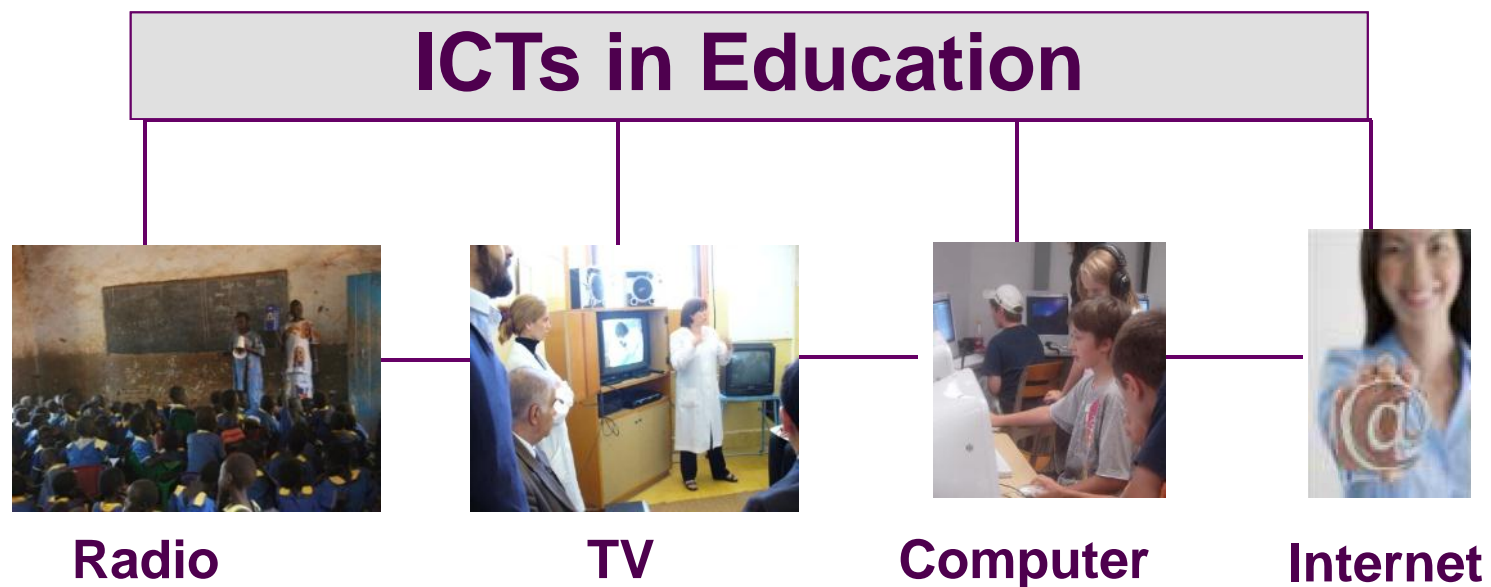 ICTs in Education
Radio
TV
Computer
Internet
@